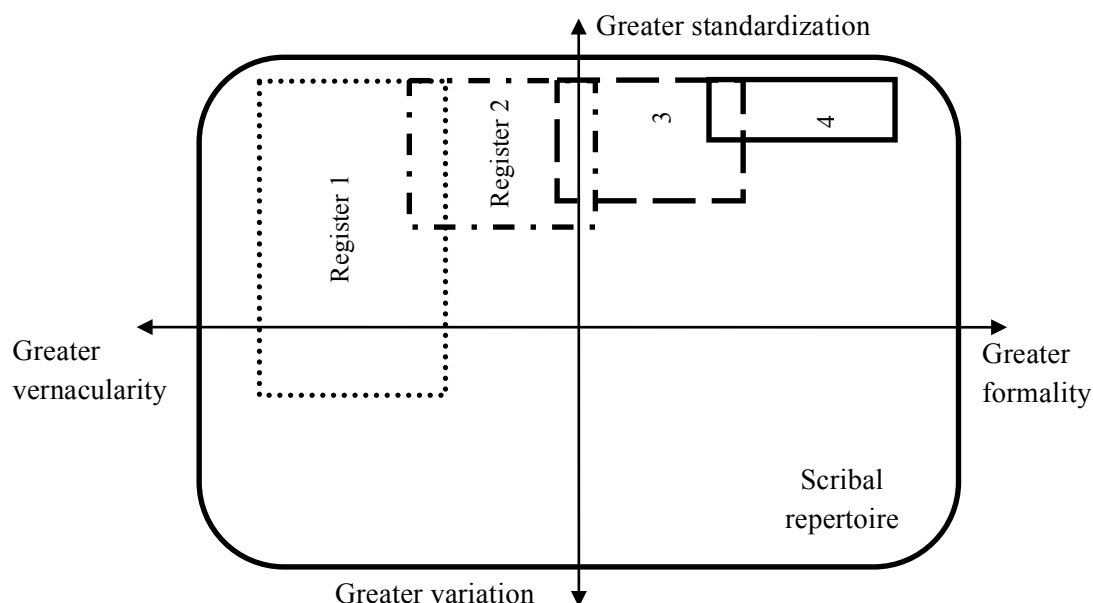 Greater standardization
Register 1
Register 2
3
4
Greater
vernacularity
Greater
formality
Scribal
repertoire
Greater variation